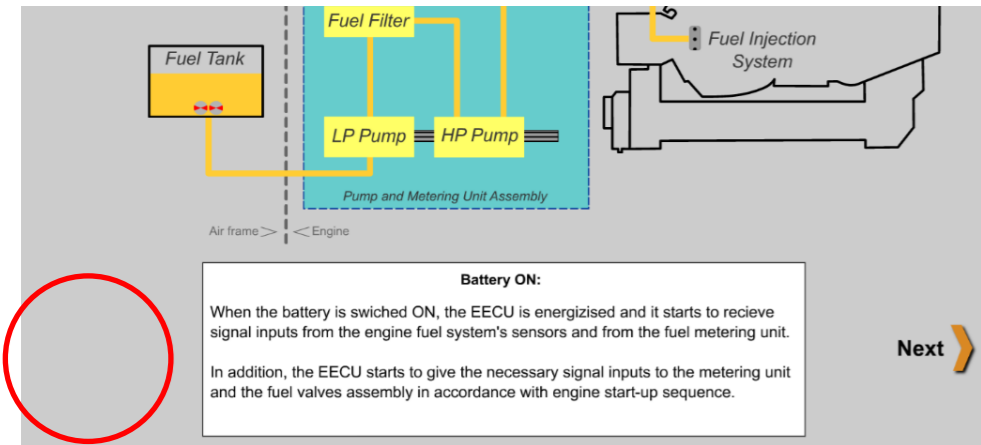 Fuel Filter
Fuel Tank
Fuel Injection
System
LP Pump
HP Pump
Pump and Metering Unit Assembly
Air frame
Engine
Battery ON:
When the battery is swiched ON, the EECU is energizised and it starts to recieve
signal inputs from the engine fuel system's sensors and from the fuel metering unit.
In addition, the EECU starts to give the necessary signal inputs to the metering unit
and the fuel valves assembly in accordance with engine start-up sequence.
Next